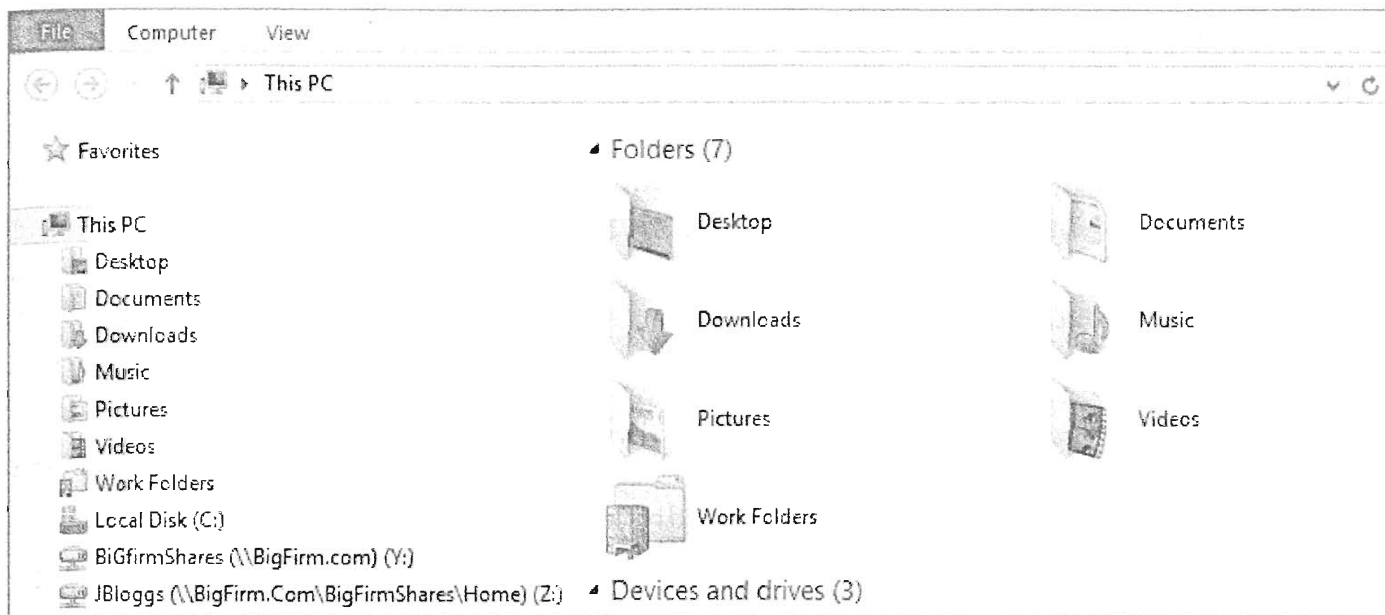 File Computer View
This PC
Favorites
This PC
Desktop
Documents
Downloads
Music
Pictures
Videos
Work Folders
Local Disk (C:)
BiGfirmShares (\\BigFirm.com) (Y:)
JBloggs (\\BigFirm.Com\BigFirmShares\Home) (Z:)
Folders (7)
Desktop Documents
Downloads Music
Pictures Videos
Work Folders
Devices and drives (3)